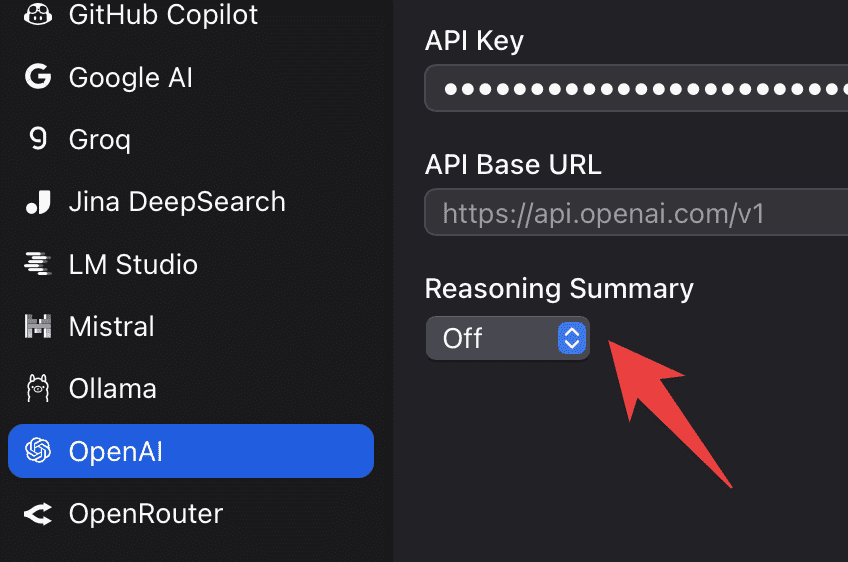 GitHub Copilot
Google AI
Groq
Jina DeepSearch
LM Studio
Mistral
Ollama
OpenAI
OpenRouter
API Key
API Base URL
https://api.openai.com/v1
Reasoning Summary
Off